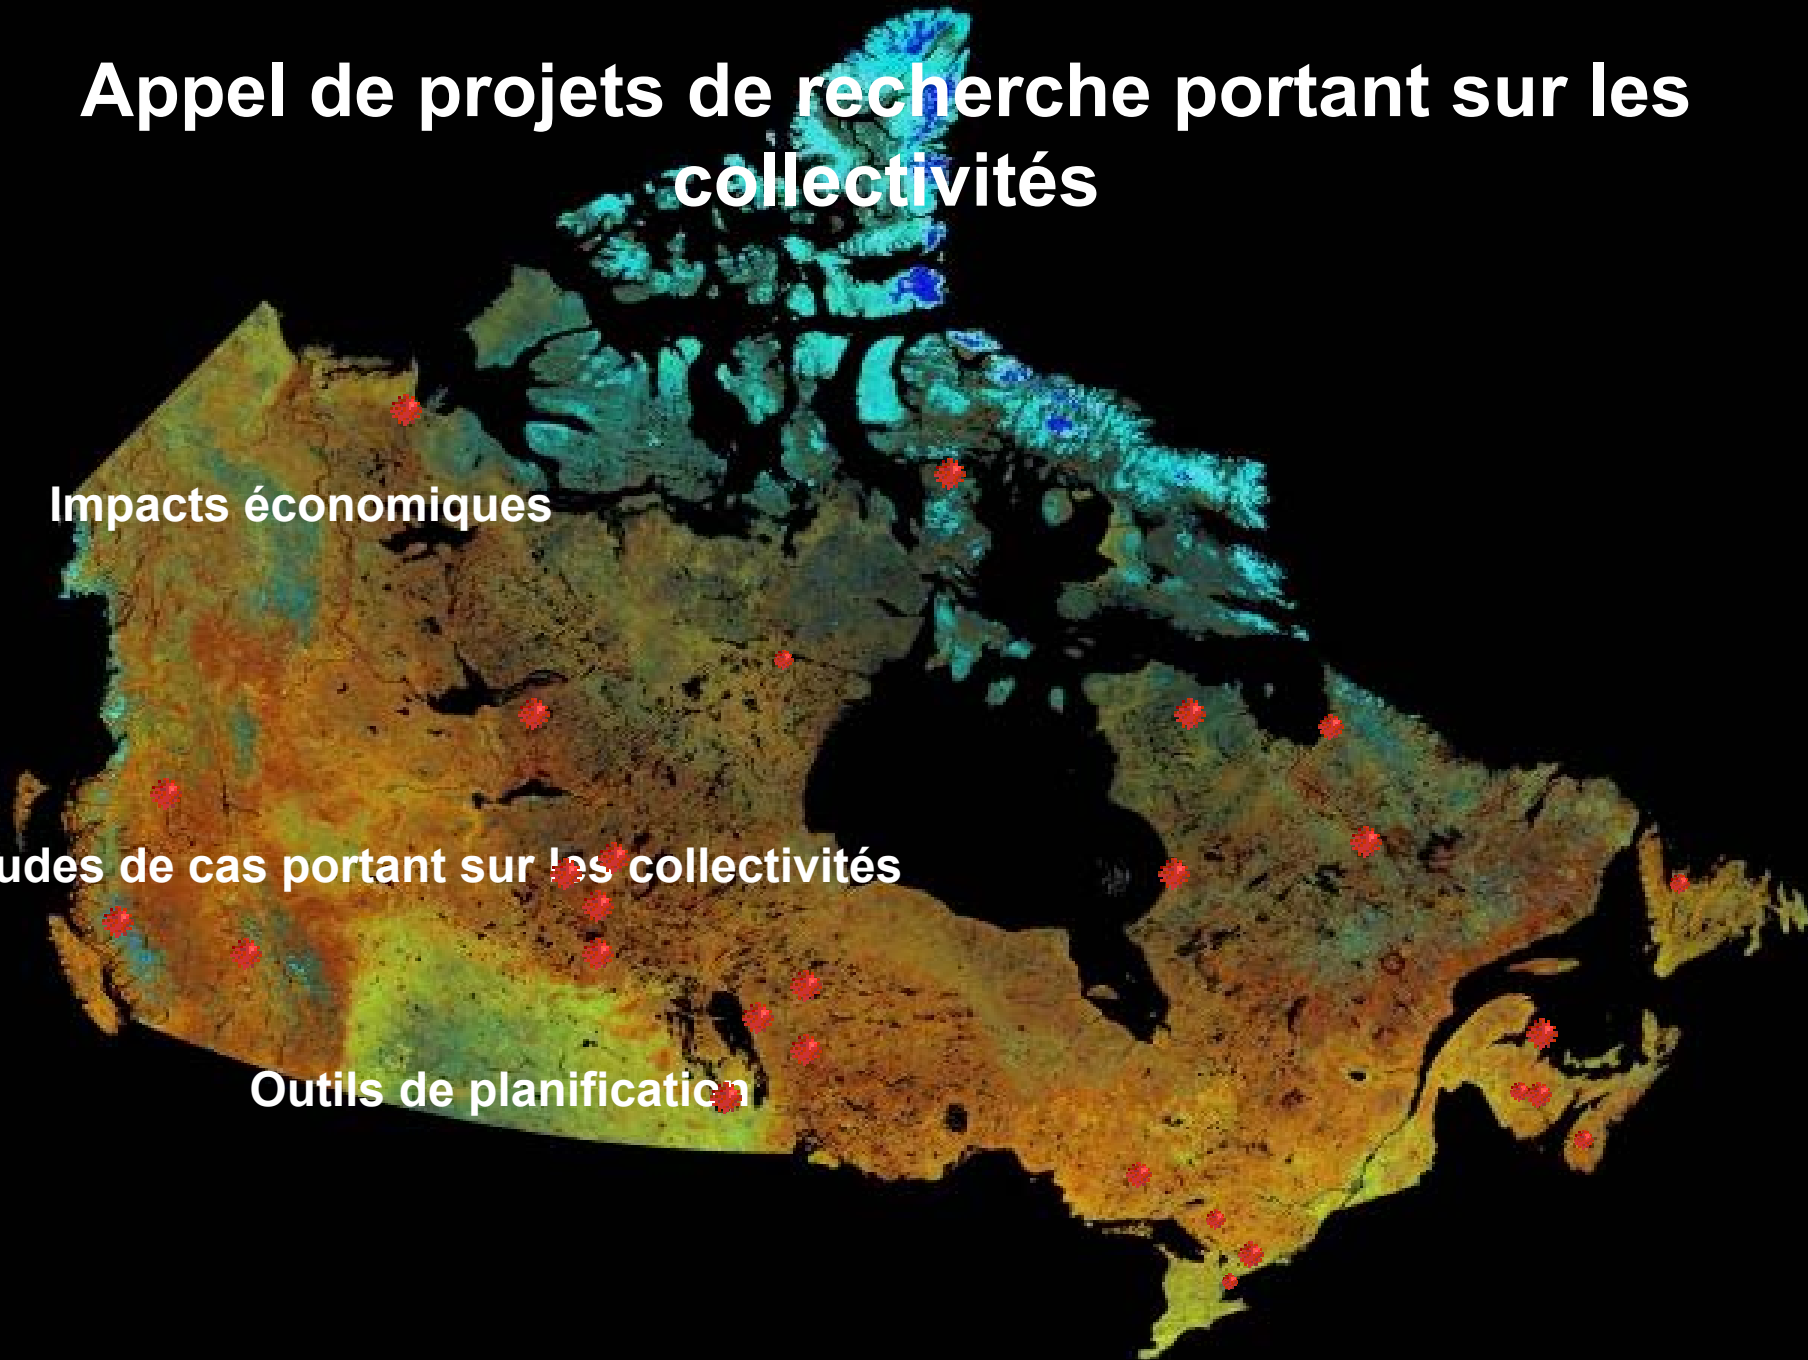 Appel de projets de recherche portant sur les
collectivités
Impacts économiques
udes de cas portant sur les collectivités
Outils de planification